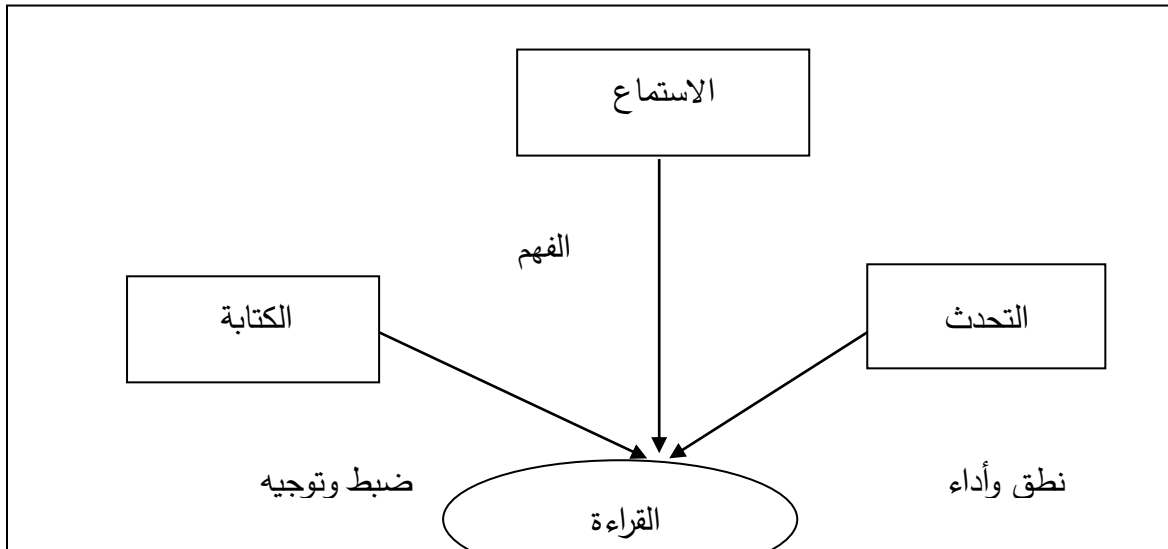 الاستماع
الفهم
التحدث
الكتابة
نطق وأداء
ضبط وتوجيه
القراءة